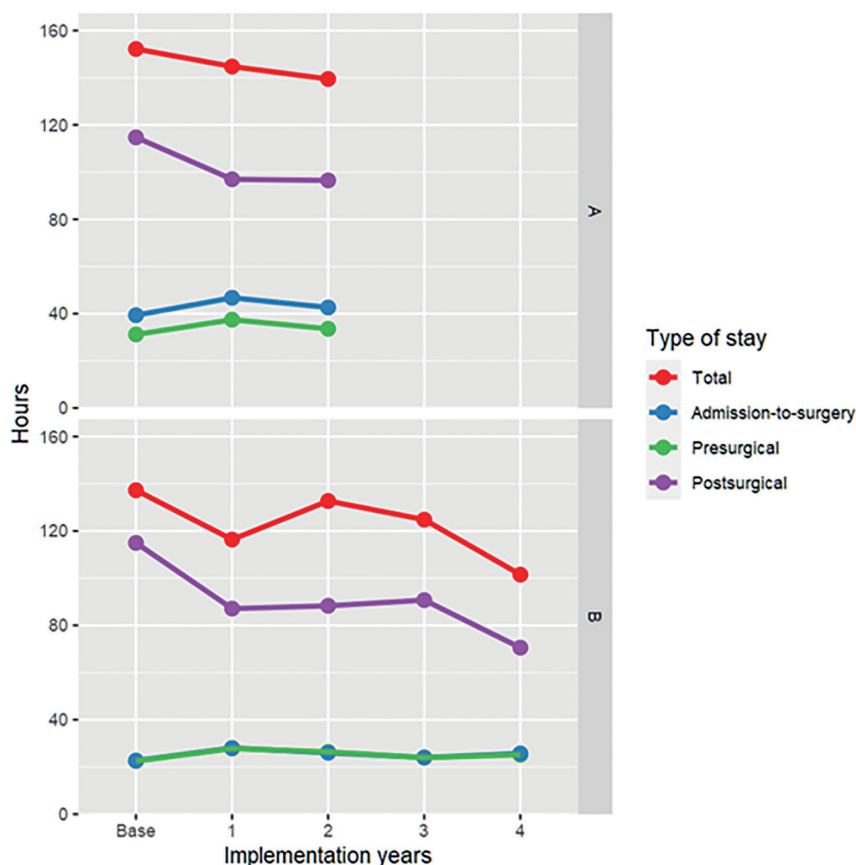 160
120
80
40
0
A
Hours
160
120
80
40
0
B
Base 1 2 3 4
Implementation years
Type of stay
Total
Admission-to-surgery
Presurgical
Postsurgical